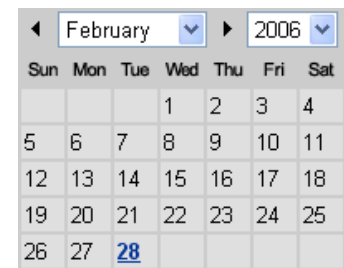 February 2006
Sun Mon Tue Wed Thu Fri Sat
1 2 3 4
5 6 7 8 9 10 11
12 13 14 15 16 17 18
19 20 21 22 23 24 25
26 27 28